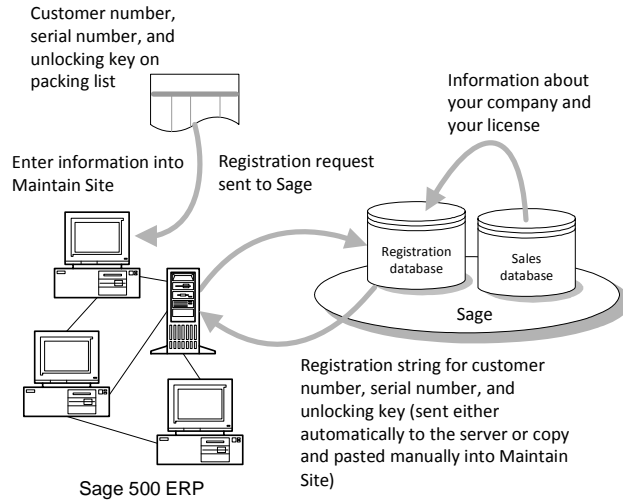 Customer number,
serial number, and
unlocking key on
packing list
Information about
your company and
your license
Enter information into
Maintain Site
Registration request
sent to Sage
Registration
database
Sales
database
Sage
Registration string for customer
number, serial number, and
unlocking key (sent either
automatically to the server or copy
and pasted manually into Maintain
Site)
Sage 500 ERP